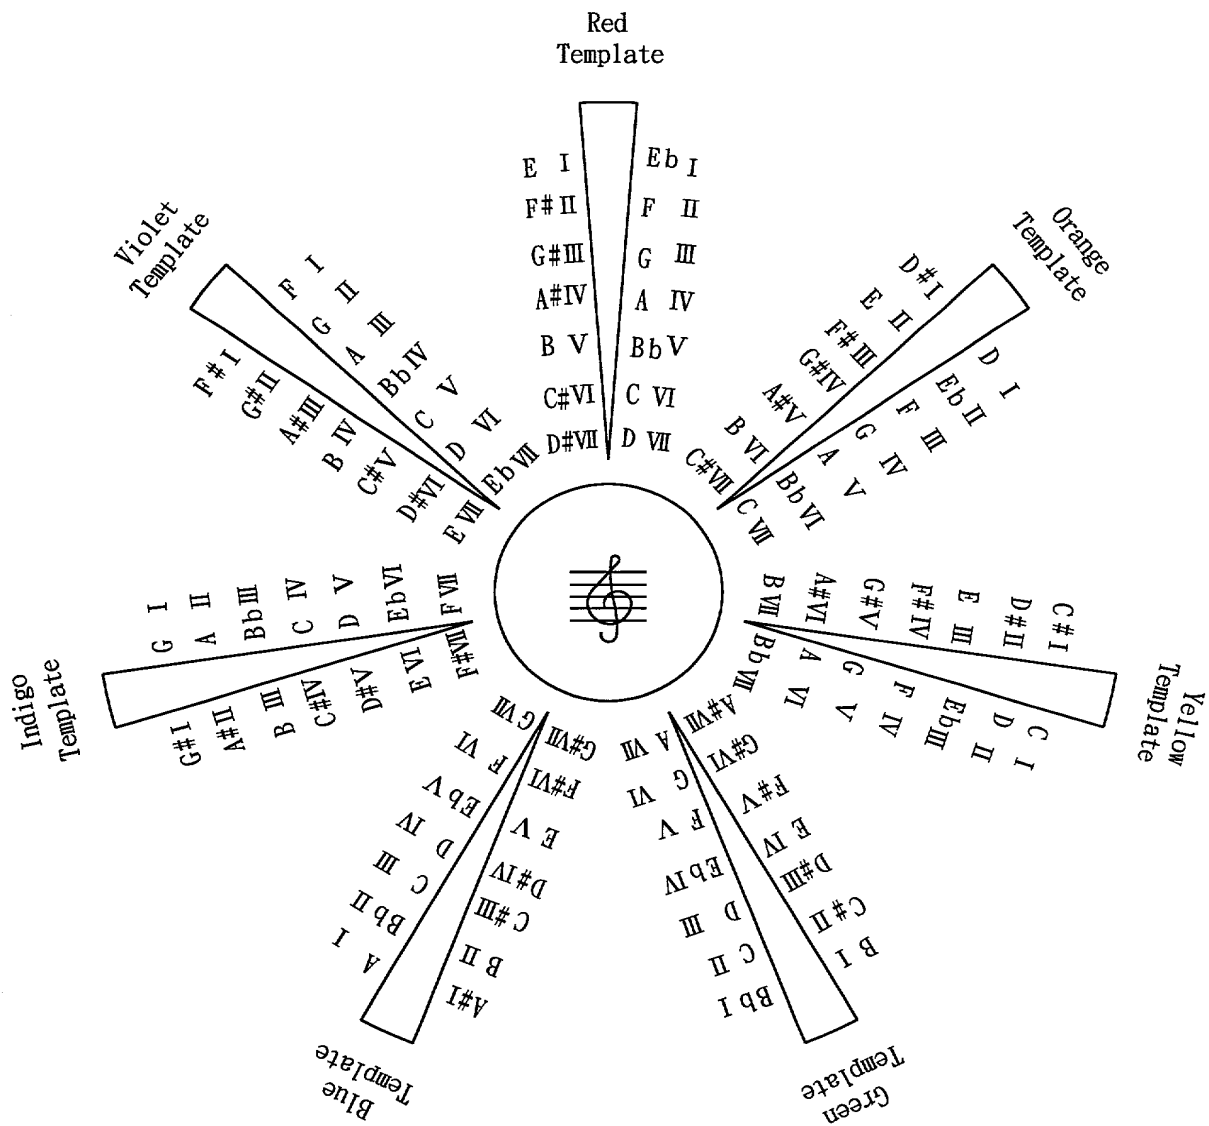 Red
Template
E I
F# II
G# III
A# IV
B V
C# VI
D# VII
Eb I
F II
G III
A IV
Bb V
C VI
D VII
Orange
Template
D# I
E II
F# III
G# IV
A# V
B VI
C# VII
D I
Eb II
F III
G IV
A V
Bb VI
C VII
Yellow
Template
C# I
D# II
E III
F# IV
G# V
A# VI
B VII
C I
D II
Eb III
F IV
G V
A VI
Bb VII
Green
Template
B I
C# II
D# III
E IV
F# V
G# VI
A# VII
Bb I
C II
D III
Eb IV
F V
G VI
A VII
Blue
Template
A# I
B II
C# III
D# IV
E V
F# VI
G# VII
A I
Bb II
C III
D IV
Eb V
F VI
G VII
Indigo
Template
G# I
A# II
B III
C# IV
D# V
E VI
F# VII
G I
A II
Bb III
C IV
D V
Eb VI
F VII
Violet
Template
F# I
G# II
A# III
B IV
C# V
D# VI
E VII
F I
G II
A III
Bb IV
C V
D VI
Eb VII